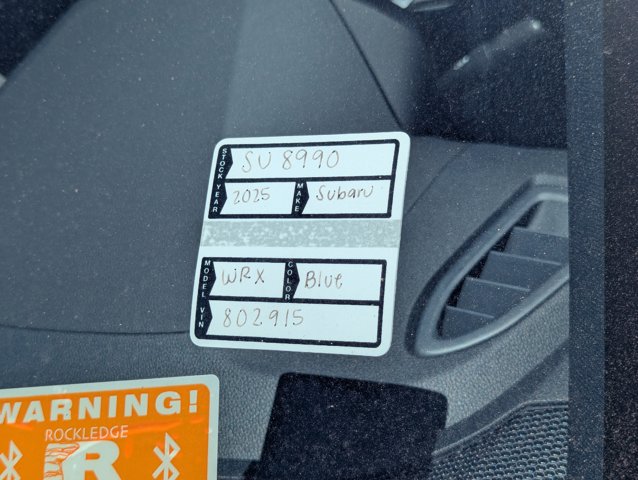 STOCK SU 8990
YEAR 2025 MAKE Subaru
MODEL WRX COLOR Blue
VIN 802915
WARNING!
ROCKLEDGE
R